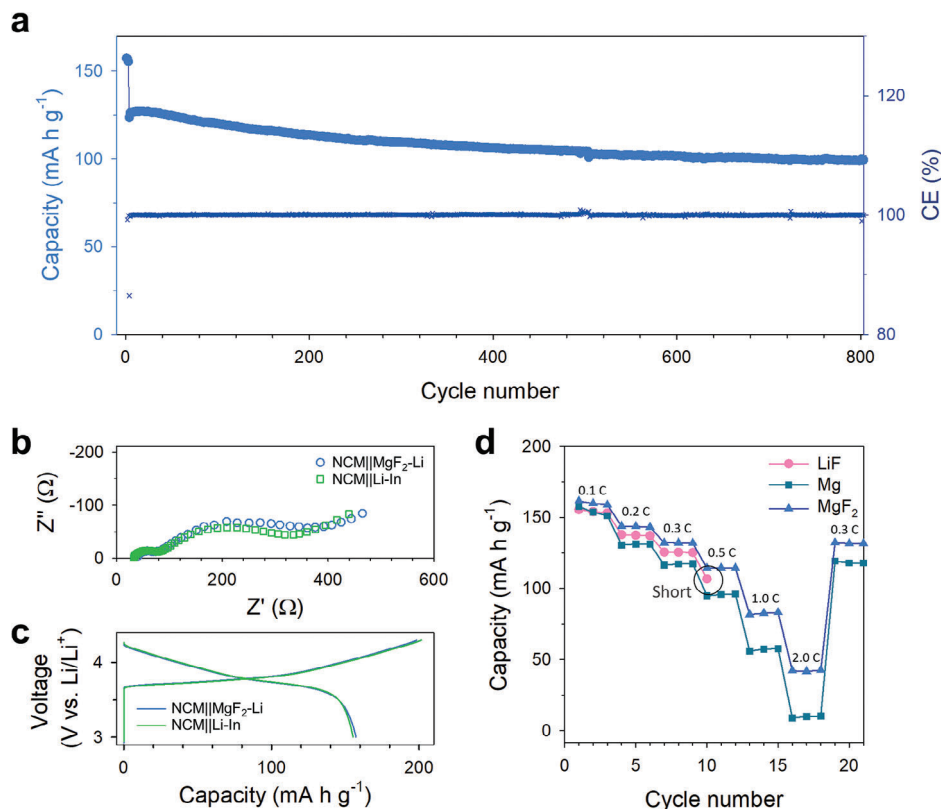 a
Capacity (mA h g⁻¹)
150
100
50
0
120
100
80
CE (%)
0
200
400
600
800
Cycle number
b
Z'' (Ω)
-200
-100
0
NCM||MgF₂-Li
NCM||Li-In
0
200
400
600
Z' (Ω)
c
Voltage
(V vs. Li/Li⁺)
4
3
NCM||MgF₂-Li
NCM||Li-In
0
100
200
Capacity (mA h g⁻¹)
d
Capacity (mA h g⁻¹)
200
150
100
50
0
LiF
Mg
MgF₂
0.1 C
0.2 C
0.3 C
0.5 C
Short
1.0 C
2.0 C
0.3 C
0
5
10
15
20
Cycle number